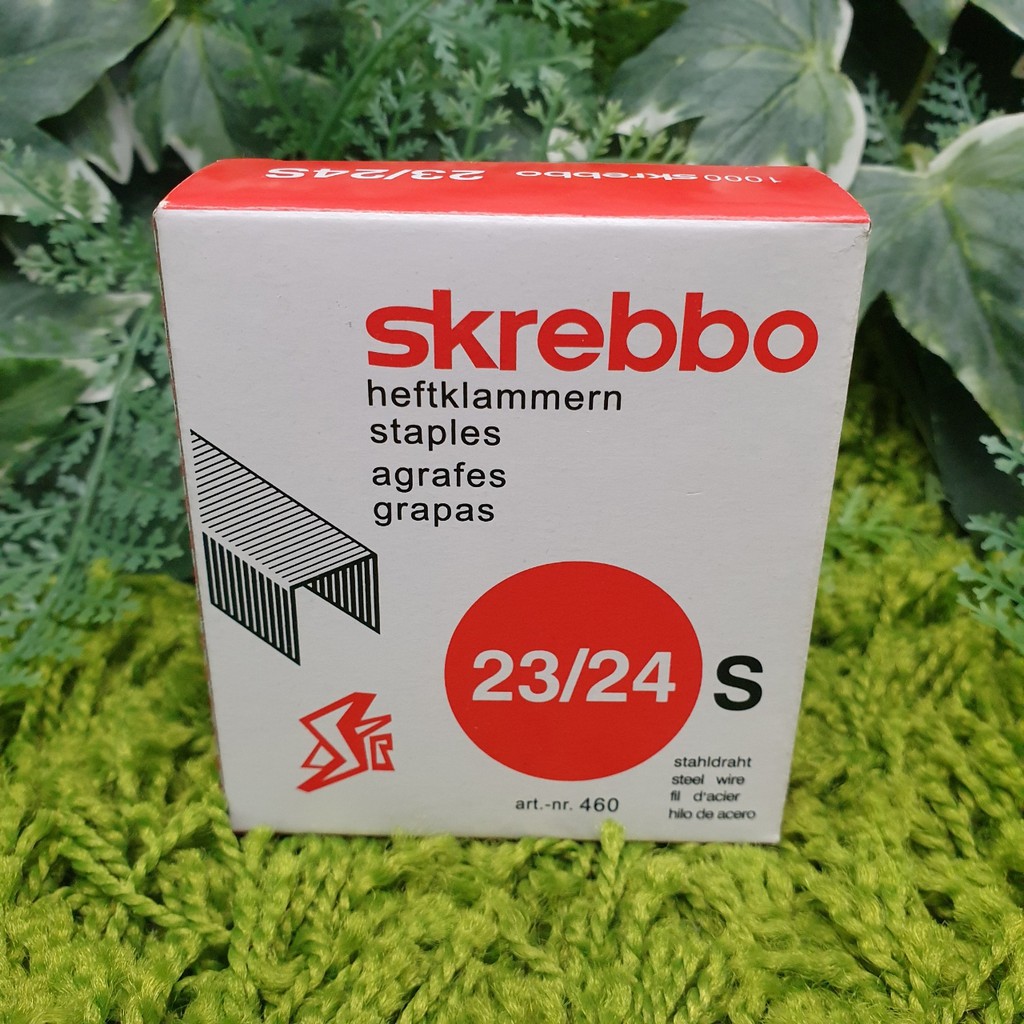 1000 skrebbo 23/24S
skrebbo
heftklammern
staples
agrafes
grapas
23/24 S
stahldraht
steel wire
fil d'acier
hilo de acero
art.-nr. 460